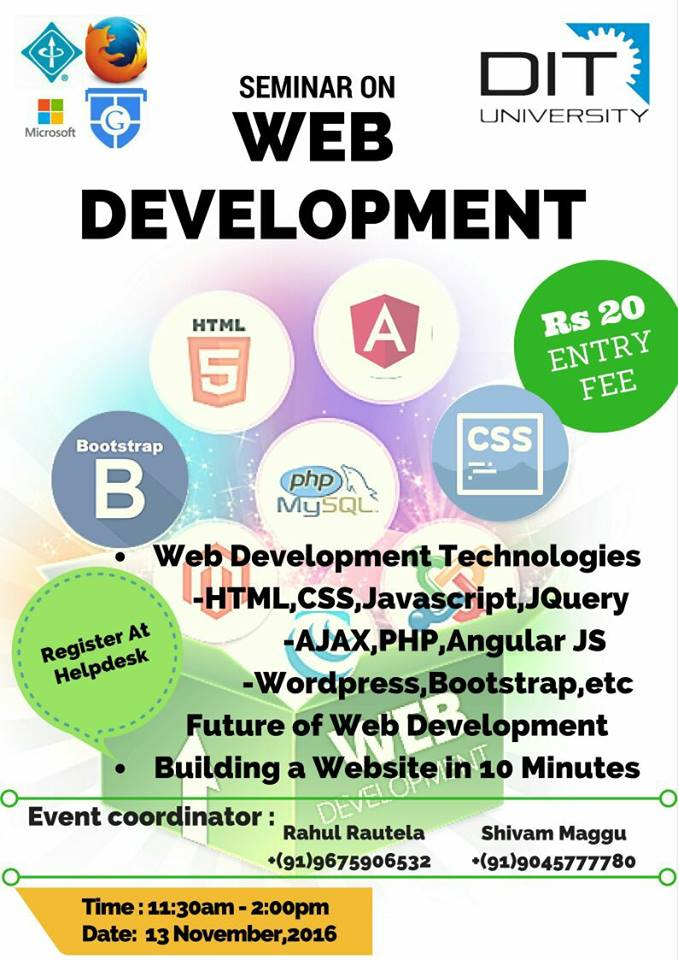 Microsoft
G
DIT
UNIVERSITY
SEMINAR ON
WEB
DEVELOPMENT
HTML
5
A
Rs 20
ENTRY
FEE
Bootstrap
B
php
MySQL
CSS
• Web Development Technologies
-HTML,CSS,Javascript,JQuery
-AJAX,PHP,Angular JS
-Wordpress,Bootstrap,etc
Future of Web Development
• Building a Website in 10 Minutes
Register At
Helpdesk
WEB
DEVELOPMENT
Event coordinator :
Rahul Rautela
+(91)9675906532
Shivam Maggu
+(91)9045777780
Time : 11:30am - 2:00pm
Date: 13 November,2016